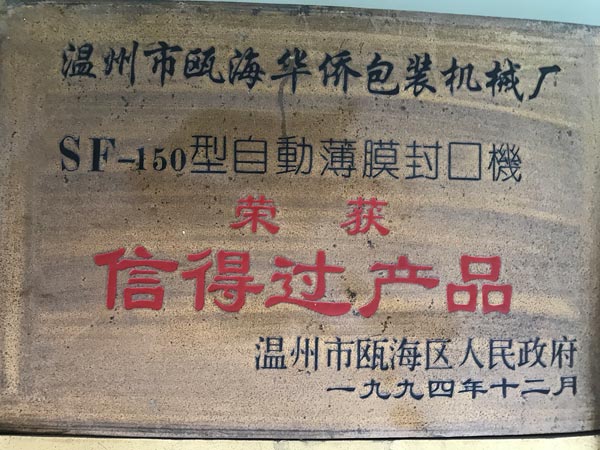 温州市瓯海华侨包装机械厂
SF-150型自動薄膜封口機
荣获
信得过产品
温州市瓯海区人民政府
一九九四年十二月